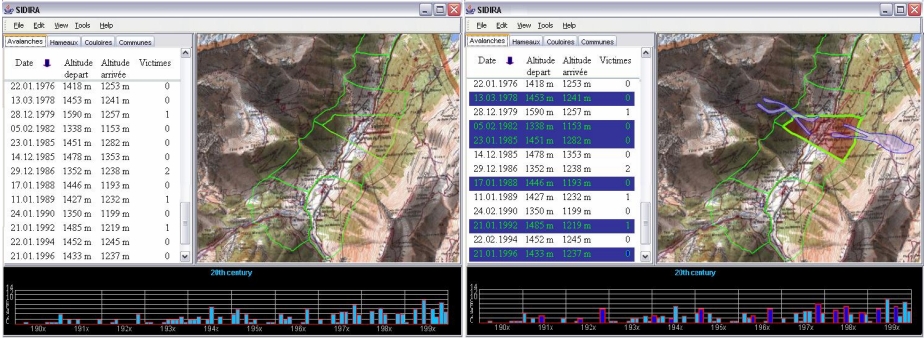 SIDIRA
File Edit View Tools Help
Avalanches Hameaux Couloires Communes
Date Altitude Altitude Victimes
depart arrivée
22.01.1976 1418 m 1253 m 0
13.03.1978 1453 m 1241 m 0
28.12.1979 1590 m 1257 m 1
05.02.1982 1338 m 1153 m 0
23.01.1985 1451 m 1282 m 0
14.12.1985 1478 m 1353 m 0
29.12.1986 1352 m 1238 m 2
17.01.1988 1446 m 1193 m 0
11.01.1989 1427 m 1232 m 1
24.01.1990 1350 m 1199 m 0
21.01.1992 1485 m 1219 m 1
22.01.1994 1452 m 1245 m 0
21.01.1996 1433 m 1237 m 0
20th century
14
190x 191x 192x 193x 194x 195x 196x 197x 198x 199x
SIDIRA
File Edit View Tools Help
Avalanches Hameaux Couloires Communes
Date Altitude Altitude Victimes
depart arrivée
22.01.1976 1418 m 1253 m 0
13.03.1978 1453 m 1241 m 0
28.12.1979 1590 m 1257 m 1
05.02.1982 1338 m 1153 m 0
23.01.1985 1451 m 1282 m 0
14.12.1985 1478 m 1353 m 0
29.12.1986 1352 m 1238 m 2
17.01.1988 1446 m 1193 m 0
11.01.1989 1427 m 1232 m 1
24.02.1990 1350 m 1199 m 0
21.01.1992 1485 m 1219 m 1
22.02.1994 1452 m 1245 m 0
21.01.1996 1433 m 1237 m 0
20th century
14
190x 191x 192x 193x 194x 195x 196x 197x 198x 199x